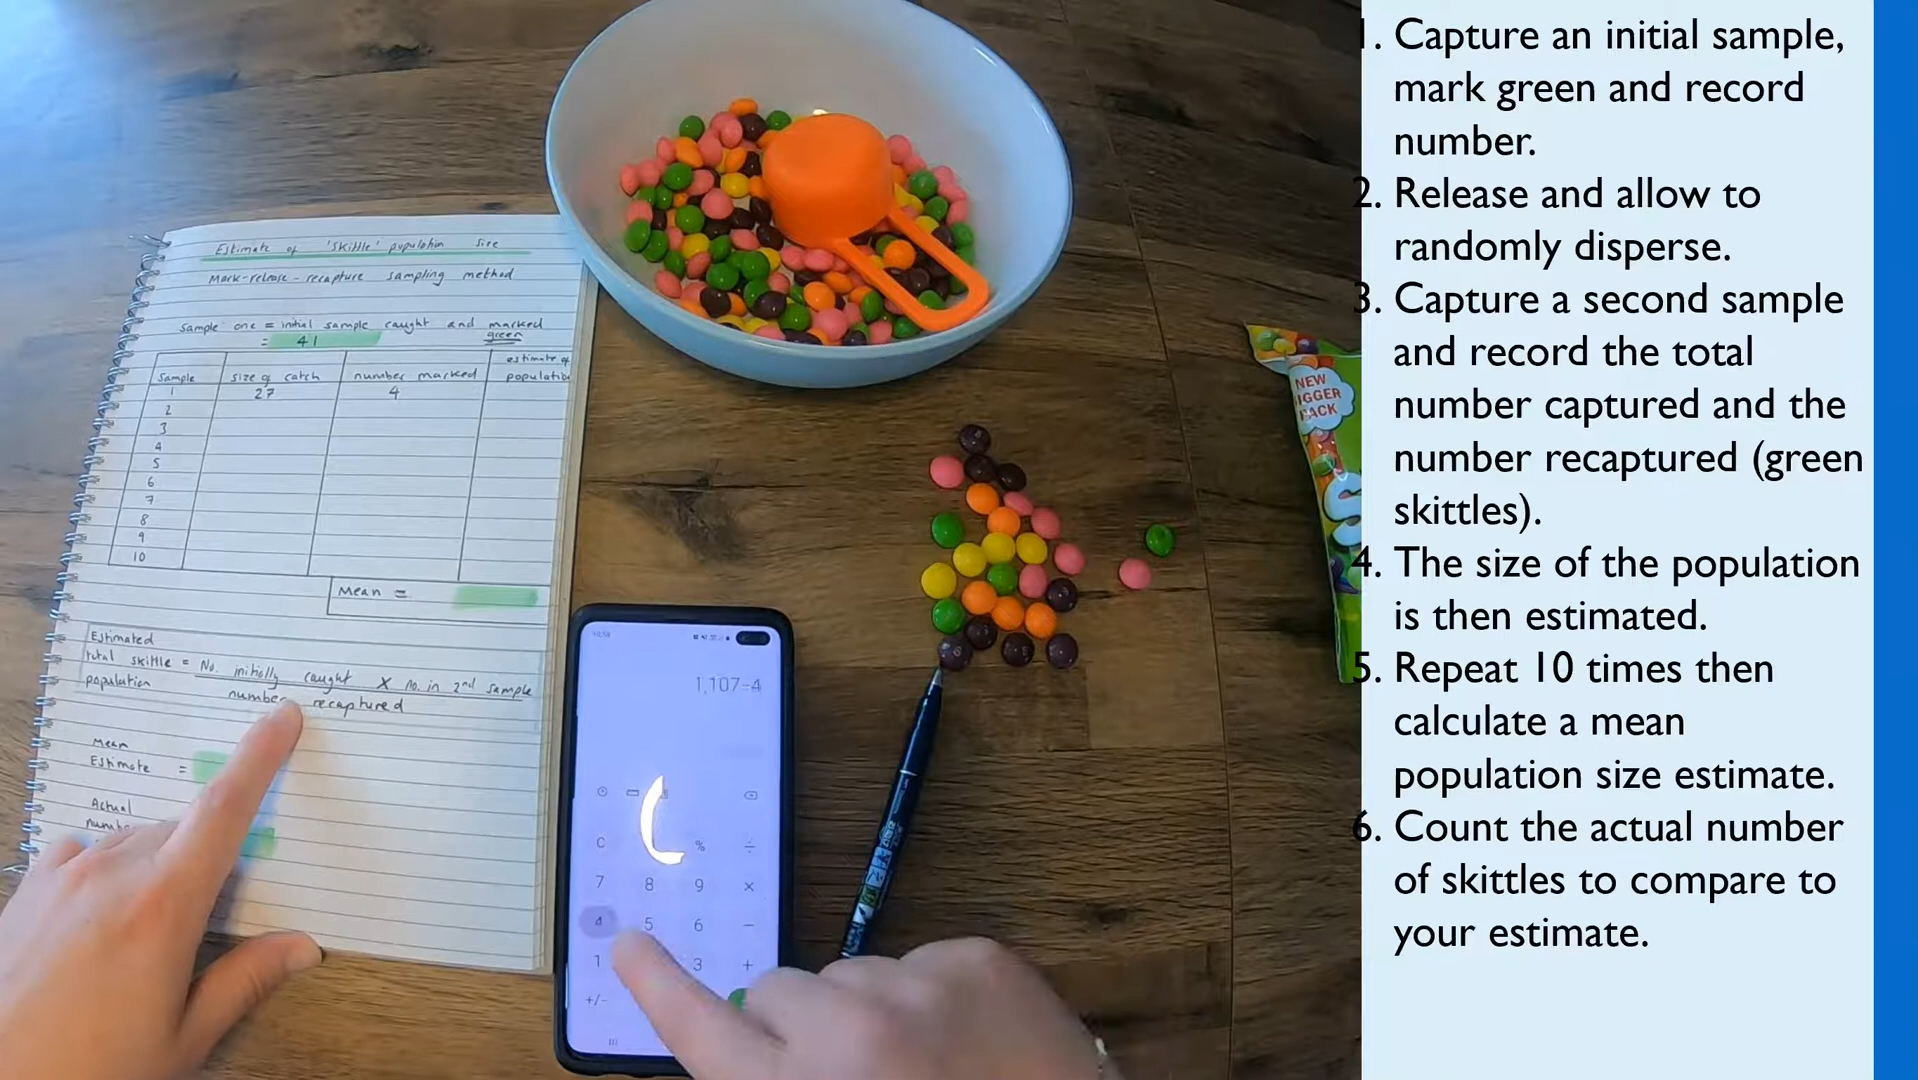 Estimate of 'skittle' population size
Mark-release-recapture sampling method
Sample one = initial sample caught and marked
green
= 41
estimate of
Sample size of catch number marked population
1 27 4
2
3
4
5
6
7
8
9
10
Mean =
Estimated
total skittle = No. initially caught X No. in 2nd sample
population number recaptured
Mean
Estimate =
Actual
1,107÷4
C % ÷
7 8 9 ×
4 5 6 −
1 3 +
+/-
NEW
BIGGER
PACK
S
1. Capture an initial sample,
mark green and record
number.
2. Release and allow to
randomly disperse.
3. Capture a second sample
and record the total
number captured and the
number recaptured (green
skittles).
4. The size of the population
is then estimated.
5. Repeat 10 times then
calculate a mean
population size estimate.
6. Count the actual number
of skittles to compare to
your estimate.